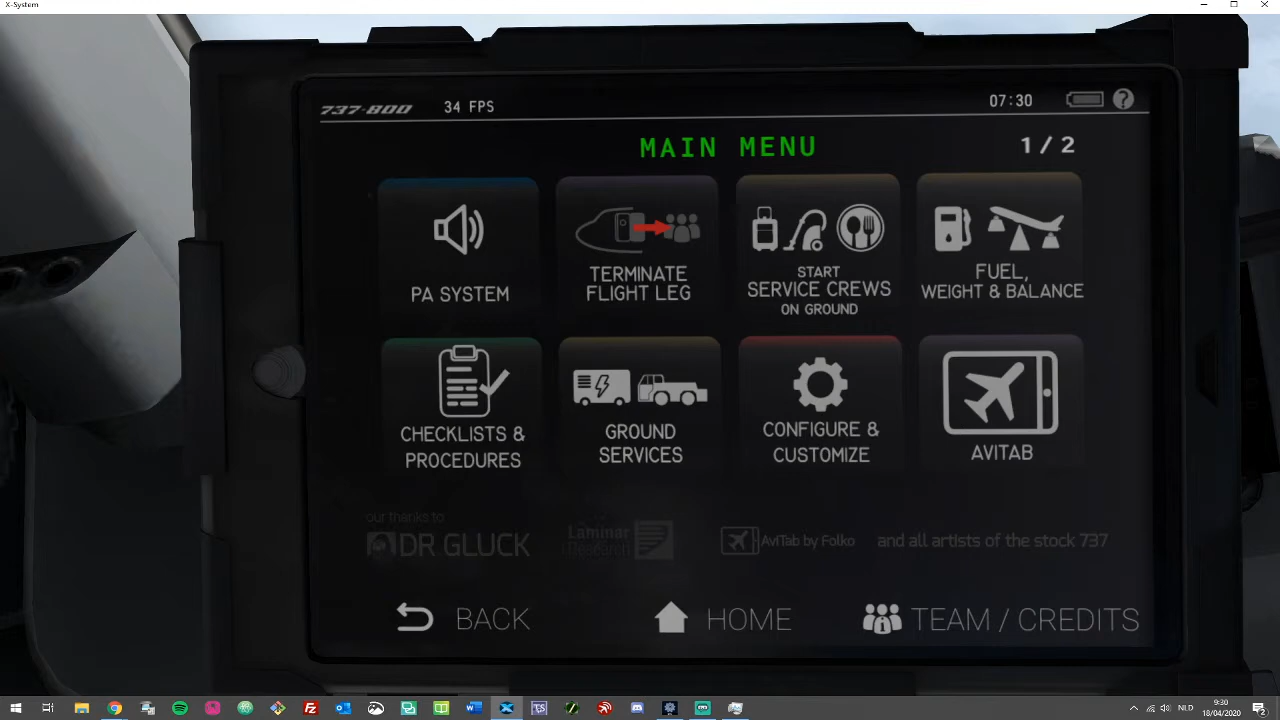 X-System
737-800
34 FPS
07:30
?
MAIN MENU
1 / 2
PA SYSTEM
TERMINATE
FLIGHT LEG
START
SERVICE CREWS
ON GROUND
FUEL,
WEIGHT & BALANCE
CHECKLISTS &
PROCEDURES
GROUND
SERVICES
CONFIGURE &
CUSTOMIZE
AVITAB
our thanks to
DR.GLUCK
Laminar
Research
AviTab by Folko
and all artists of the stock 737
BACK
HOME
TEAM / CREDITS
NLD
9:30
18/04/2020
2